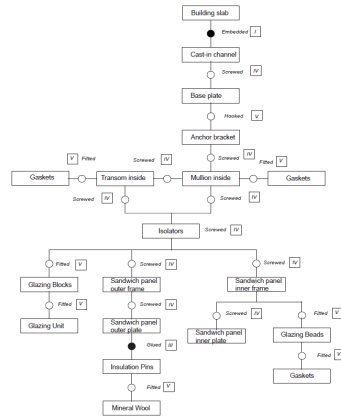 Building slab
Embedded I
Cast-in channel
Screwed IV
Base plate
Hooked V
Anchor bracket
V Fitted Screwed IV Screwed IV Fitted V
Gaskets Transom inside Mullion inside Gaskets
Screwed IV Screwed IV
Isolators Screwed IV
Fitted V Screwed IV Screwed IV
Glazing Blocks Sandwich panel outer frame Sandwich panel inner frame
Fitted V Screwed IV Screwed IV Fitted V
Glazing Unit Sandwich panel outer plate Sandwich panel inner plate Glazing Beads
Glued III Fitted V
Insulation Pins Gaskets
Fitted V
Mineral Wool